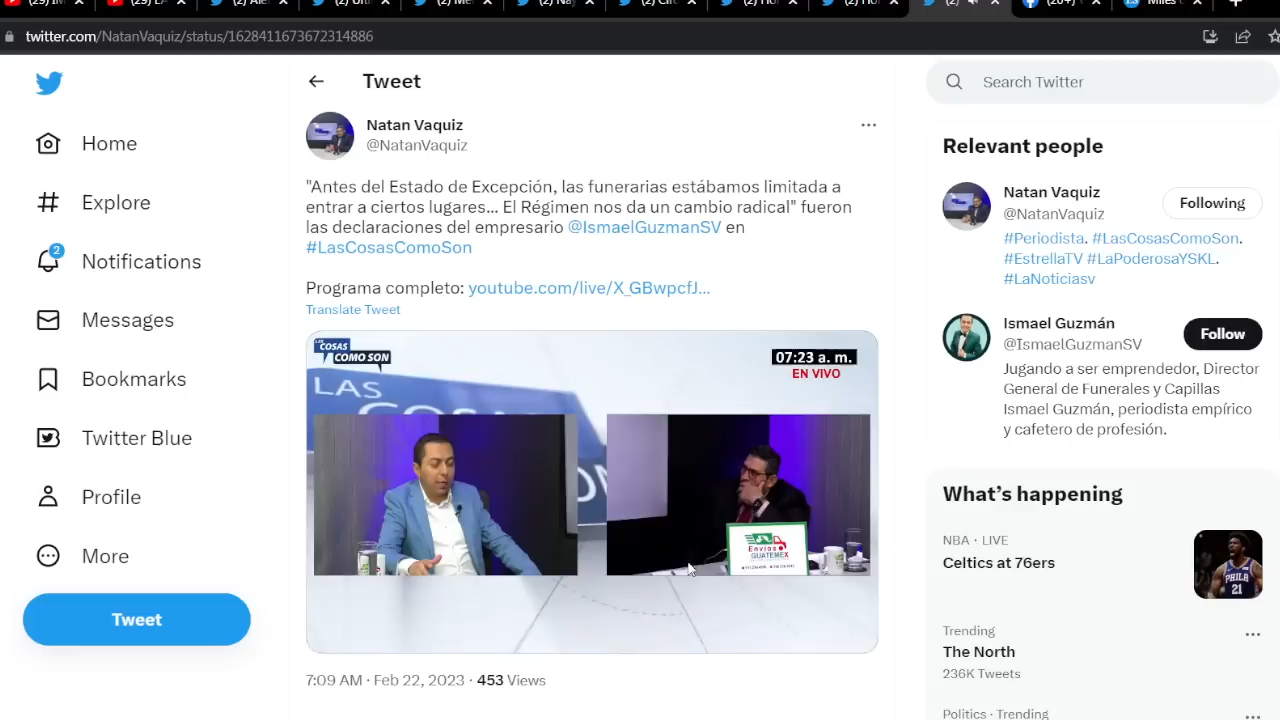 twitter.com/NatanVaquiz/status/1628411673672314886
Home
Explore
2
Notifications
Messages
Bookmarks
Twitter Blue
Profile
More
Tweet
Tweet
Natan Vaquiz
@NatanVaquiz
"Antes del Estado de Excepción, las funerarias estábamos limitada a
entrar a ciertos lugares... El Régimen nos da un cambio radical" fueron
las declaraciones del empresario @IsmaelGuzmanSV en
#LasCosasComoSon
Programa completo: youtube.com/live/X_GBwpcfJ...
Translate Tweet
LAS
COSAS
COMO SON
07:23 a. m.
EN VIVO
LAS
Envíos
GUATEMEX
7:09 AM · Feb 22, 2023 · 453 Views
Search Twitter
Relevant people
Natan Vaquiz
@NatanVaquiz
Following
#Periodista. #LasCosasComoSon.
#EstrellaTV #LaPoderosaYSKL.
#LaNoticiasv
Ismael Guzmán
@IsmaelGuzmanSV
Follow
Jugando a ser emprendedor, Director
General de Funerales y Capillas
Ismael Guzmán, periodista empírico
y cafetero de profesión.
What's happening
NBA · LIVE
Celtics at 76ers
PHILA
21
Trending
The North
236K Tweets
Politics · Trending